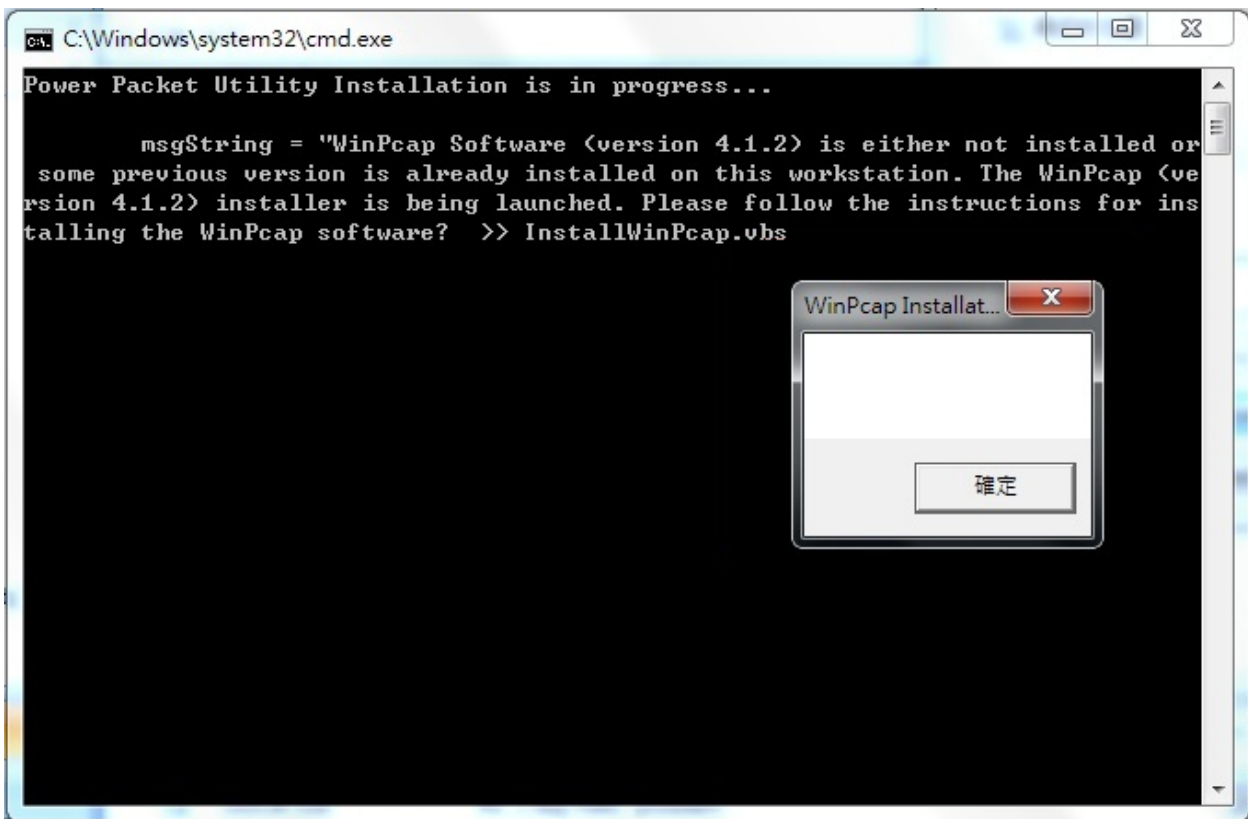 C:\Windows\system32\cmd.exe
Power Packet Utility Installation is in progress...
msgString = "WinPcap Software (version 4.1.2) is either not installed or
some previous version is already installed on this workstation. The WinPcap (ve
rsion 4.1.2) installer is being launched. Please follow the instructions for ins
talling the WinPcap software?  >> InstallWinPcap.vbs
WinPcap Installat...
確定